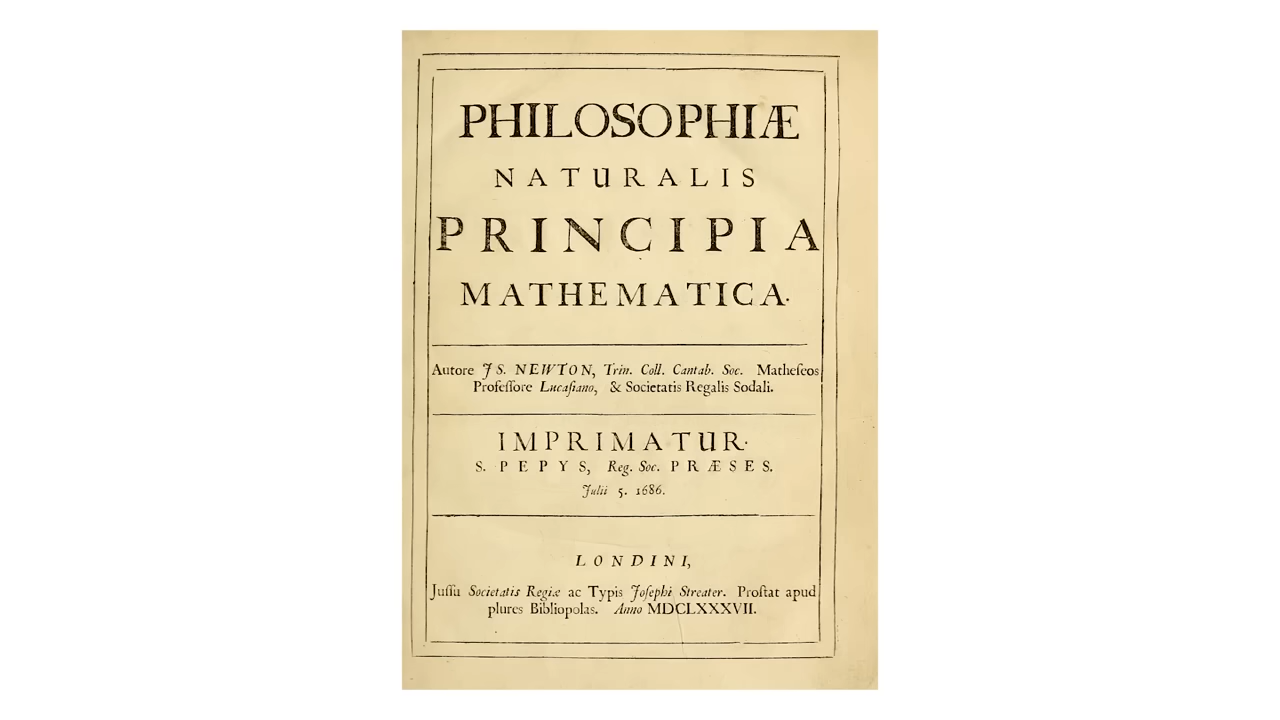 PHILOSOPHIÆ
NATURALIS
PRINCIPIA
MATHEMATICA.
Autore JS. NEWTON, Trin. Coll. Cantab. Soc. Matheſeos
Profeſſore Lucaſiano, & Societatis Regalis Sodali.
IMPRIMATUR.
S. PEPYS, Reg. Soc. PRÆSES.
Julii 5. 1686.
LONDINI,
Juſſu Societatis Regiæ ac Typis Joſephi Streater. Proſtat apud
plures Bibliopolas. Anno MDCLXXXVII.